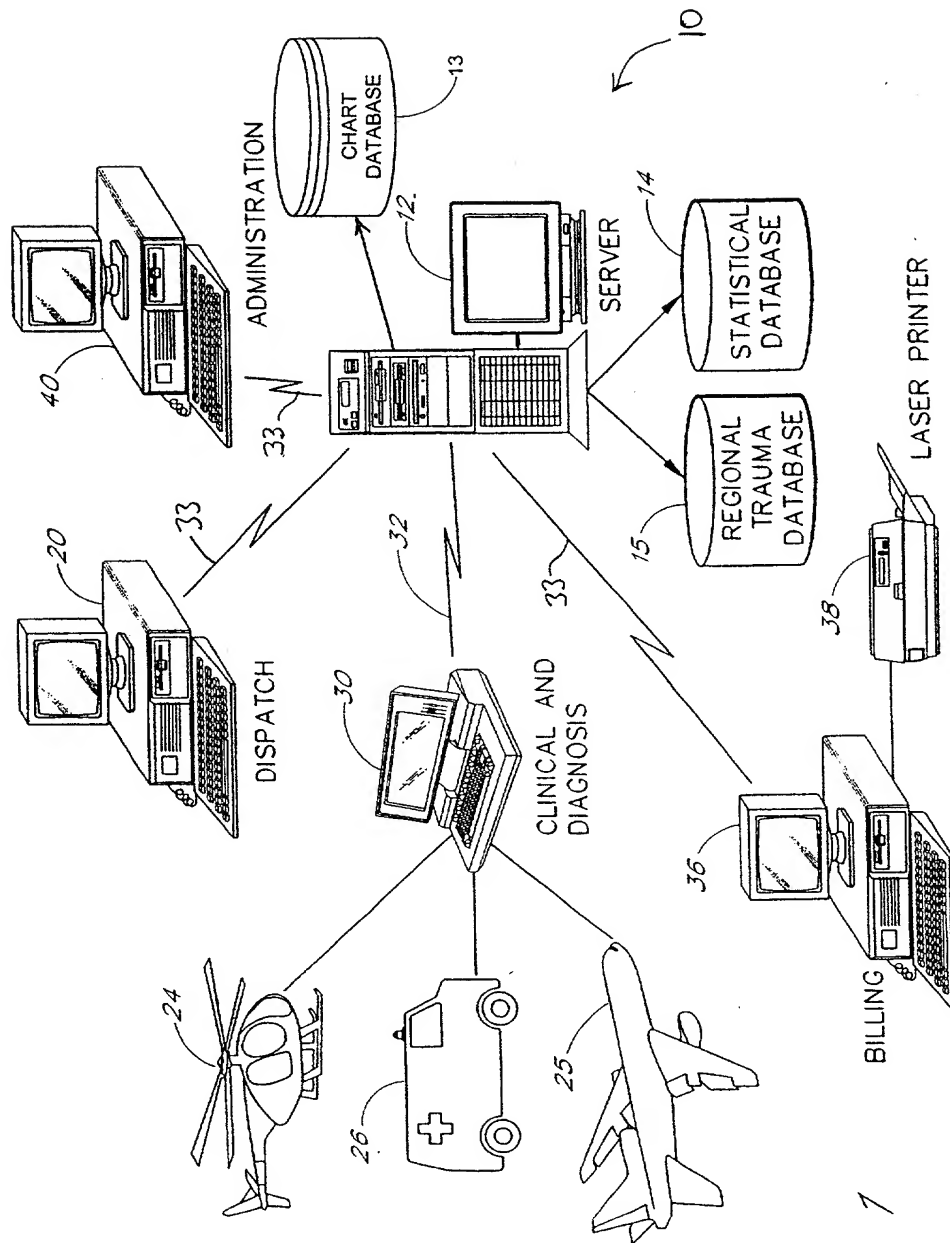 10
40
ADMINISTRATION
CHART
DATABASE
13
33
12.
SERVER
STATISTICAL
DATABASE
14
REGIONAL
TRAUMA
DATABASE
15
20
DISPATCH
33
32
33
30
CLINICAL AND
DIAGNOSIS
LASER PRINTER
38
36
BILLING
24
26
25
1